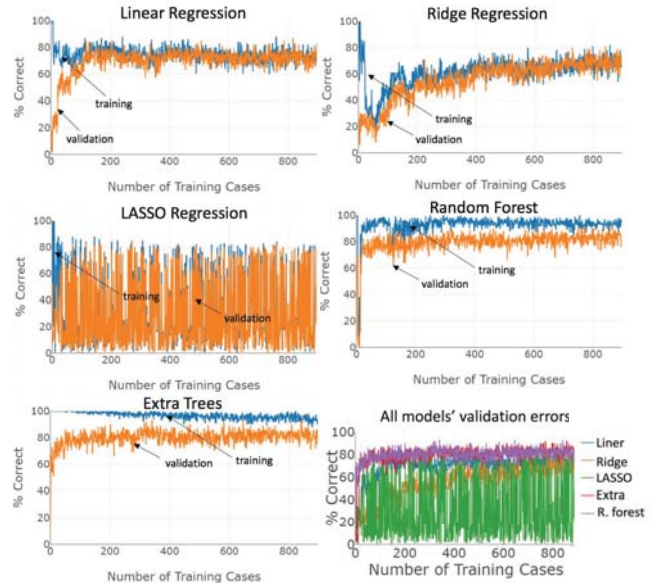 Linear Regression
100
80
60
40
20
0
% Correct
training
validation
0 200 400 600 800
Number of Training Cases
Ridge Regression
100
80
60
40
20
0
% Correct
training
validation
0 200 400 600 800
Number of Training Cases
LASSO Regression
100
80
60
40
20
0
% Correct
training
validation
0 200 400 600 800
Number of Training Cases
Random Forest
100
80
60
40
20
0
% Correct
training
validation
0 200 400 600 800
Number of Training Cases
Extra Trees
100
80
60
40
20
0
% Correct
validation
training
0 200 400 600 800
Number of Training Cases
All models' validation errors
100
80
60
40
20
0
% Correct
Liner
Ridge
LASSO
Extra
R. forest
0 200 400 600 800
Number of Training Cases